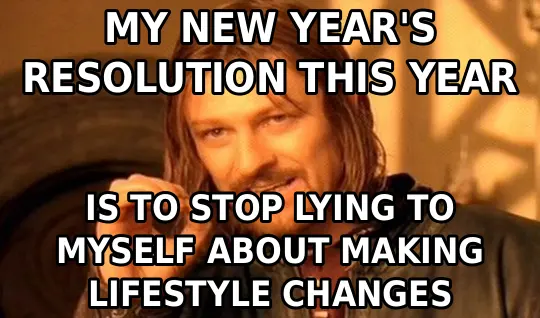 MY NEW YEAR'S
RESOLUTION THIS YEAR
IS TO STOP LYING TO
MYSELF ABOUT MAKING
LIFESTYLE CHANGES